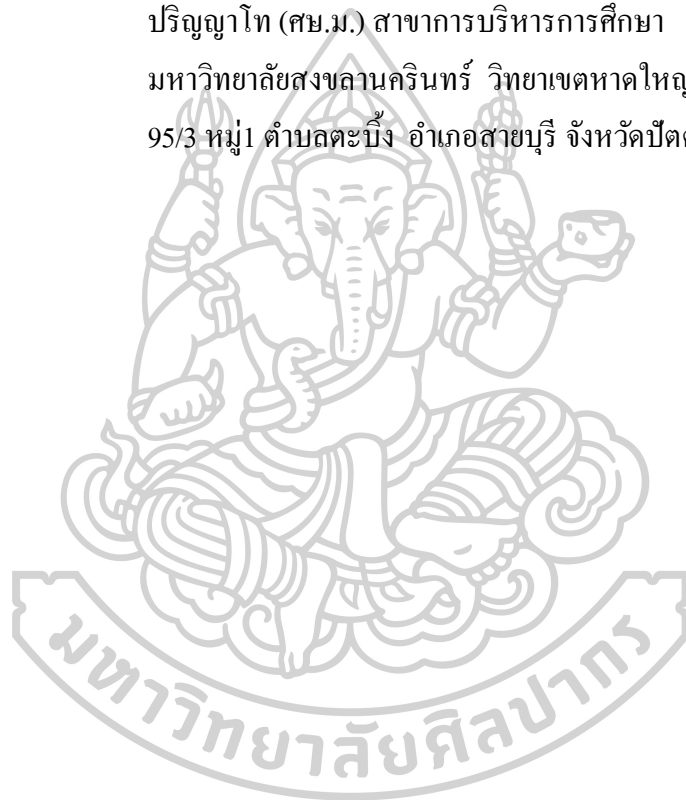 ปริญญาโท (ศษ.ม.) สาขาการบริหารการศึกษา
มหาวิทยาลัยสงขลานครินทร์ วิทยาเขตหาดใหญ
95/3 หมู่1 ตำบลตะบิ้ง อำเภอสายบุรี จังหวัด
มหาวิทยาลัยศิลปากร